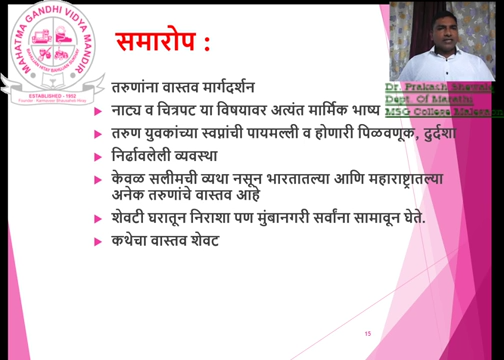 MAHATMA GANDHI VIDYA MANDIR
ESTABLISHED - 1952
समारोप :
Dr. Prakash Shewale
Dept. Of Marathi
MSG College Malegaon
तरुणांना वास्तव मार्गदर्शन
नाट्य व चित्रपट या विषयावर अत्यंत मार्मिक भाष्य
तरुण युवकांच्या स्वप्नांची पायमल्ली व होणारी पिळवणूक, दुर्दशा
निर्ढावलेली व्यवस्था
केवळ सलीमची व्यथा नसून भारतातल्या आणि महाराष्ट्रातल्या
अनेक तरुणांचे वास्तव आहे
शेवटी घरातून निराशा पण मुंबानगरी सर्वांना सामावून घेते.
कथेचा वास्तव शेवट
15